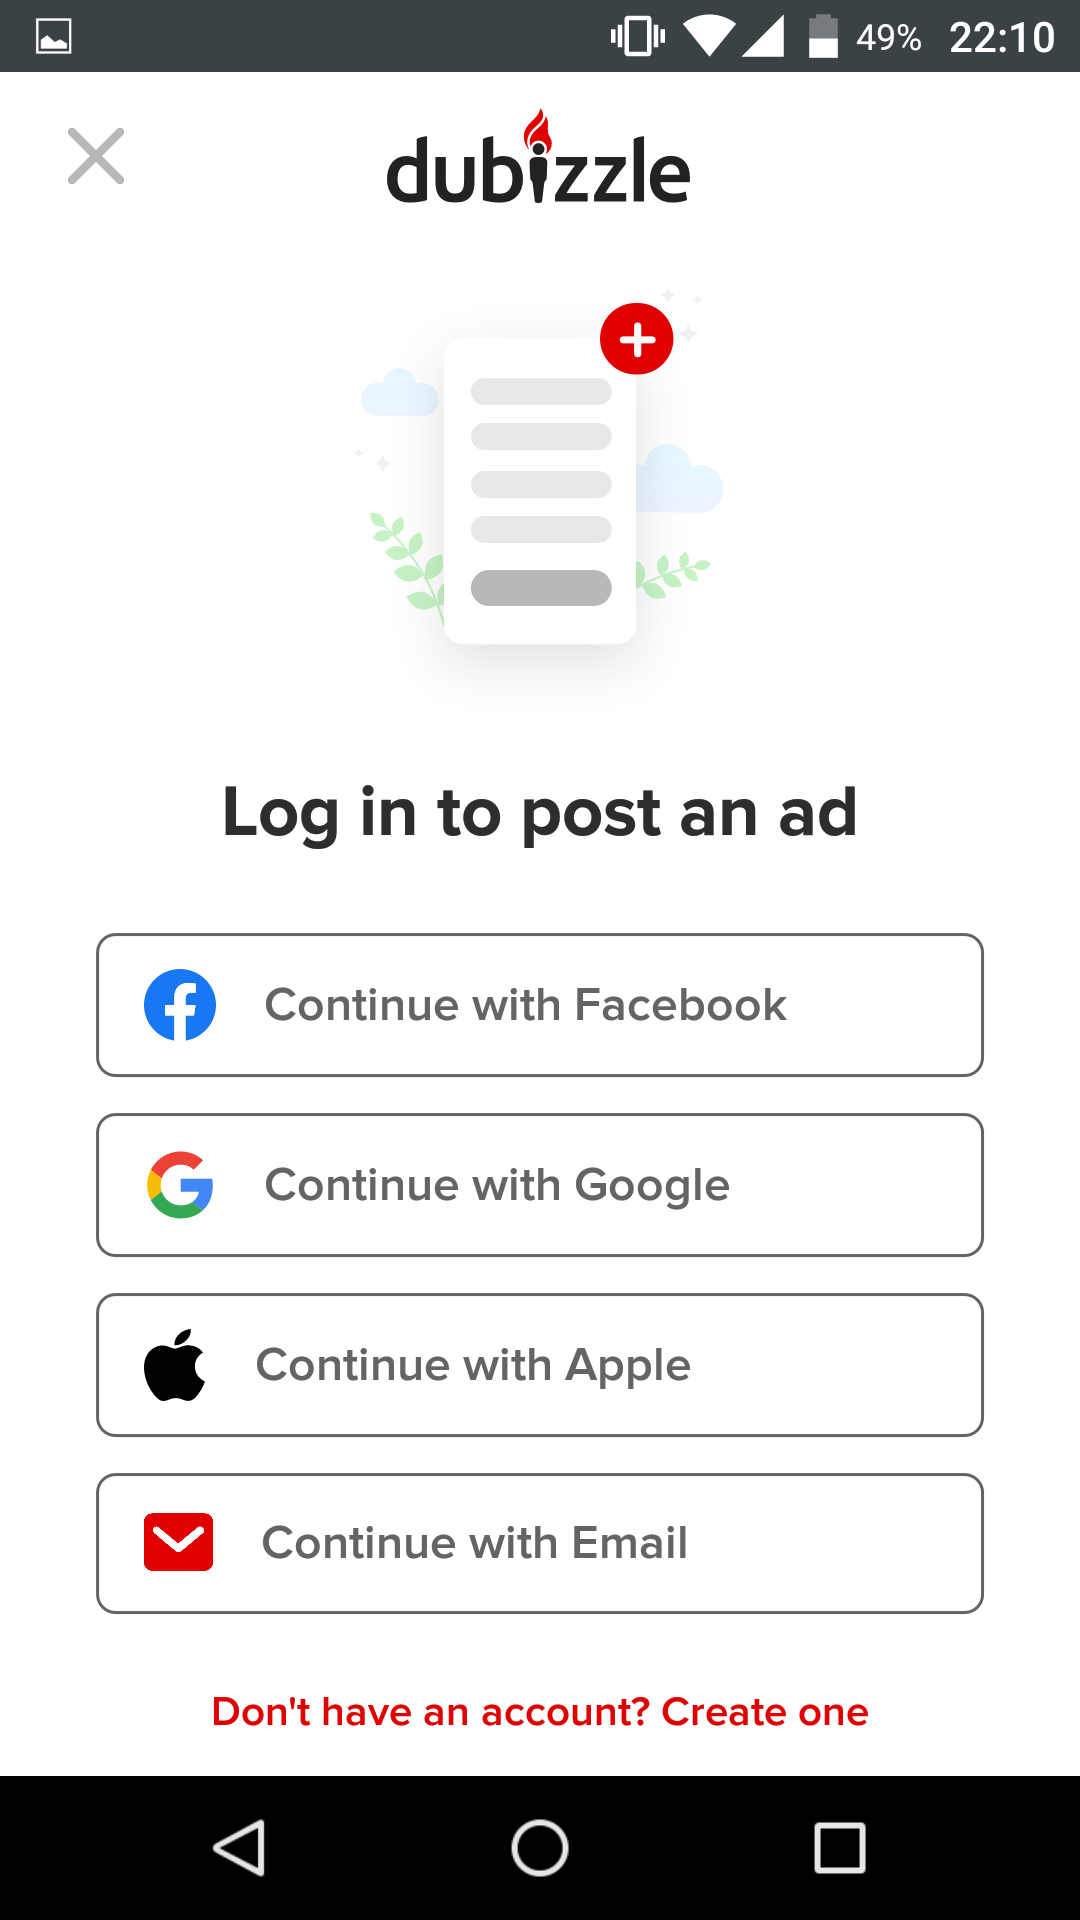 49% 22:10
dubizzle
Log in to post an ad
Continue with Facebook
Continue with Google
Continue with Apple
Continue with Email
Don't have an account? Create one